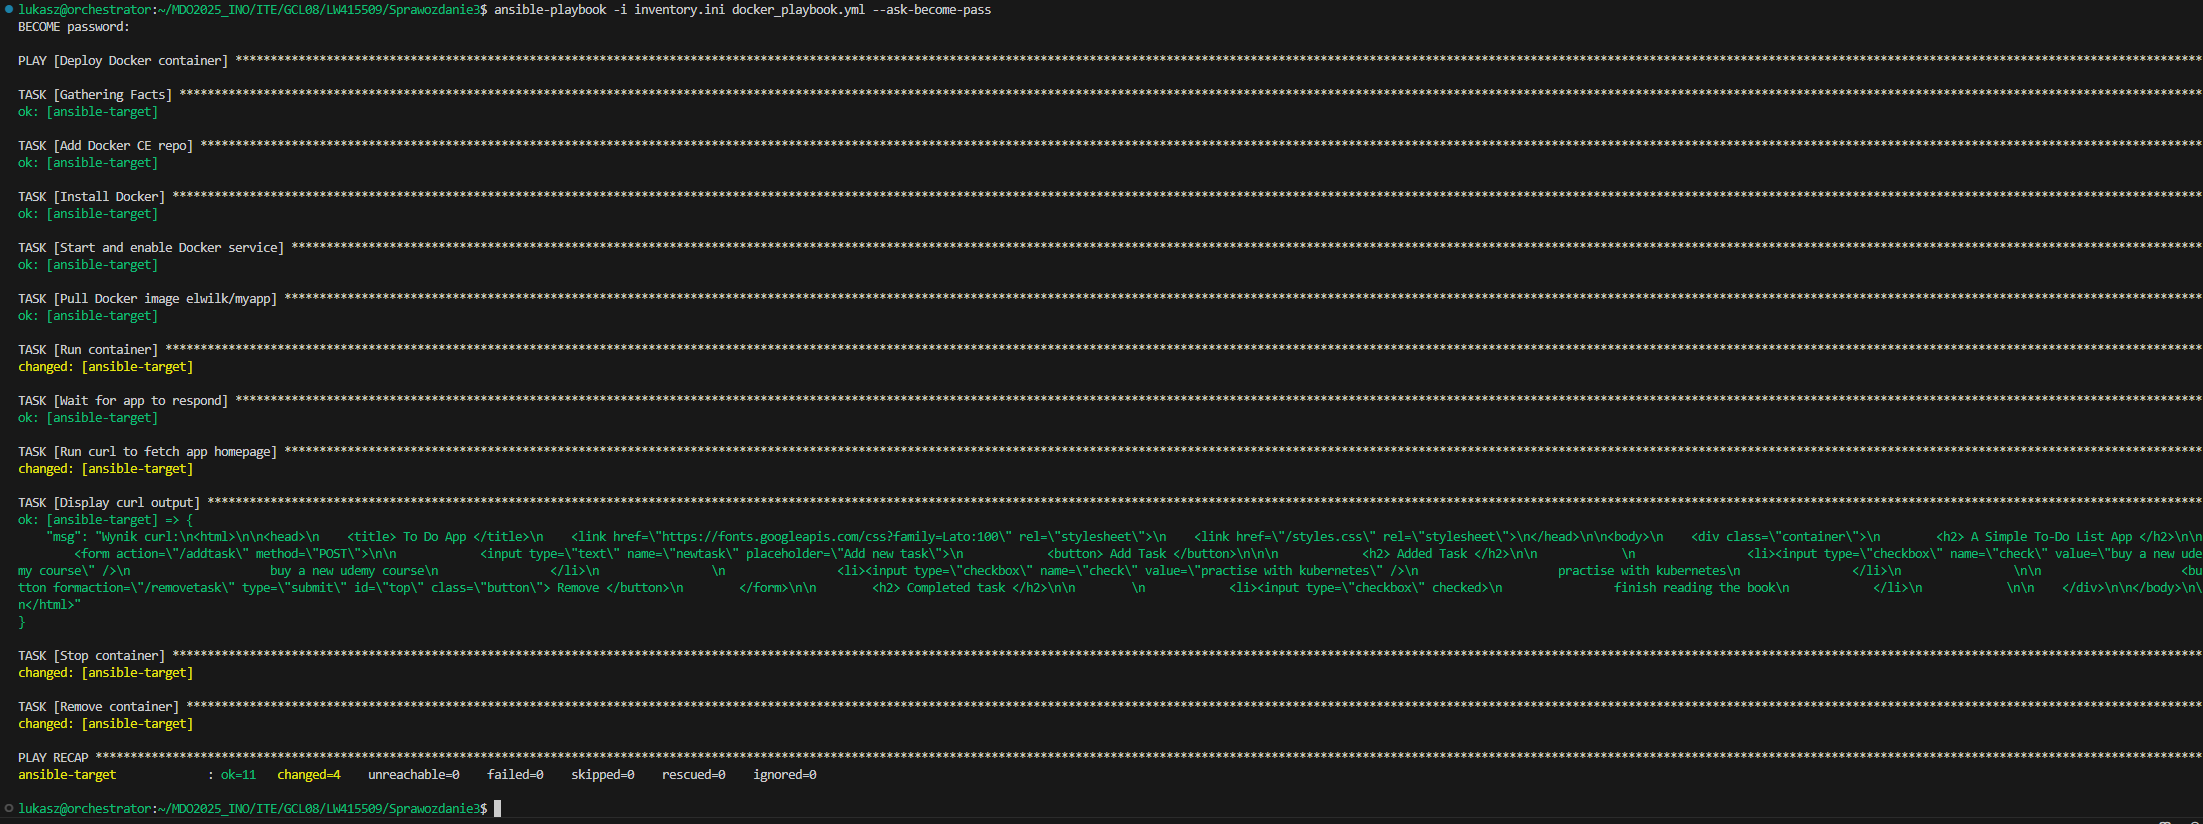 lukasz@orchestrator:~/MDO2025_INO/ITE/GCL08/LW415509/Sprawozdanie3$ ansible-playbook -i inventory.ini docker_playbook.yml --ask-become-pass
BECOME password:
PLAY [Deploy Docker container] ****************************************************************
TASK [Gathering Facts] ****************************************************************
ok: [ansible-target]
TASK [Add Docker CE repo] ****************************************************************
ok: [ansible-target]
TASK [Install Docker] ****************************************************************
ok: [ansible-target]
TASK [Start and enable Docker service] ****************************************************************
ok: [ansible-target]
TASK [Pull Docker image elwilk/myapp] ****************************************************************
ok: [ansible-target]
TASK [Run container] ****************************************************************
changed: [ansible-target]
TASK [Wait for app to respond] ****************************************************************
ok: [ansible-target]
TASK [Run curl to fetch app homepage] ****************************************************************
changed: [ansible-target]
TASK [Display curl output] ****************************************************************
ok: [ansible-target] => {
    "msg": "Wynik curl:\n<html>\n\n<head>\n    <title> To Do App </title>\n    <link href=\"https://fonts.googleapis.com/css?family=Lato:100\" rel=\"stylesheet\">\n    <link href=\"/styles.css\" rel=\"stylesheet\">\n</head>\n\n<body>\n    <div class=\"container\">\n        <h2> A Simple To-Do List App </h2>\n\n
        <form action=\"/addtask\" method=\"POST\">\n\n            <input type=\"text\" name=\"newtask\" placeholder=\"Add new task\">\n            <button> Add Task </button>\n\n\n            <h2> Added Task </h2>\n\n            \n                <li><input type=\"checkbox\" name=\"check\" value=\"buy a new ude
my course\" />\n                    buy a new udemy course\n                </li>\n            \n                <li><input type=\"checkbox\" name=\"check\" value=\"practise with kubernetes\" />\n                    practise with kubernetes\n                </li>\n            \n\n            <bu
tton formaction=\"/removetask\" type=\"submit\" id=\"top\" class=\"button\"> Remove </button>\n        </form>\n\n        <h2> Completed task </h2>\n\n        \n            <li><input type=\"checkbox\" checked>\n                finish reading the book\n            </li>\n            \n\n    </div>\n\n</body>\n\
n</html>"
}
TASK [Stop container] ****************************************************************
changed: [ansible-target]
TASK [Remove container] ****************************************************************
changed: [ansible-target]
PLAY RECAP ****************************************************************
ansible-target             : ok=11   changed=4    unreachable=0    failed=0    skipped=0    rescued=0    ignored=0
lukasz@orchestrator:~/MDO2025_INO/ITE/GCL08/LW415509/Sprawozdanie3$